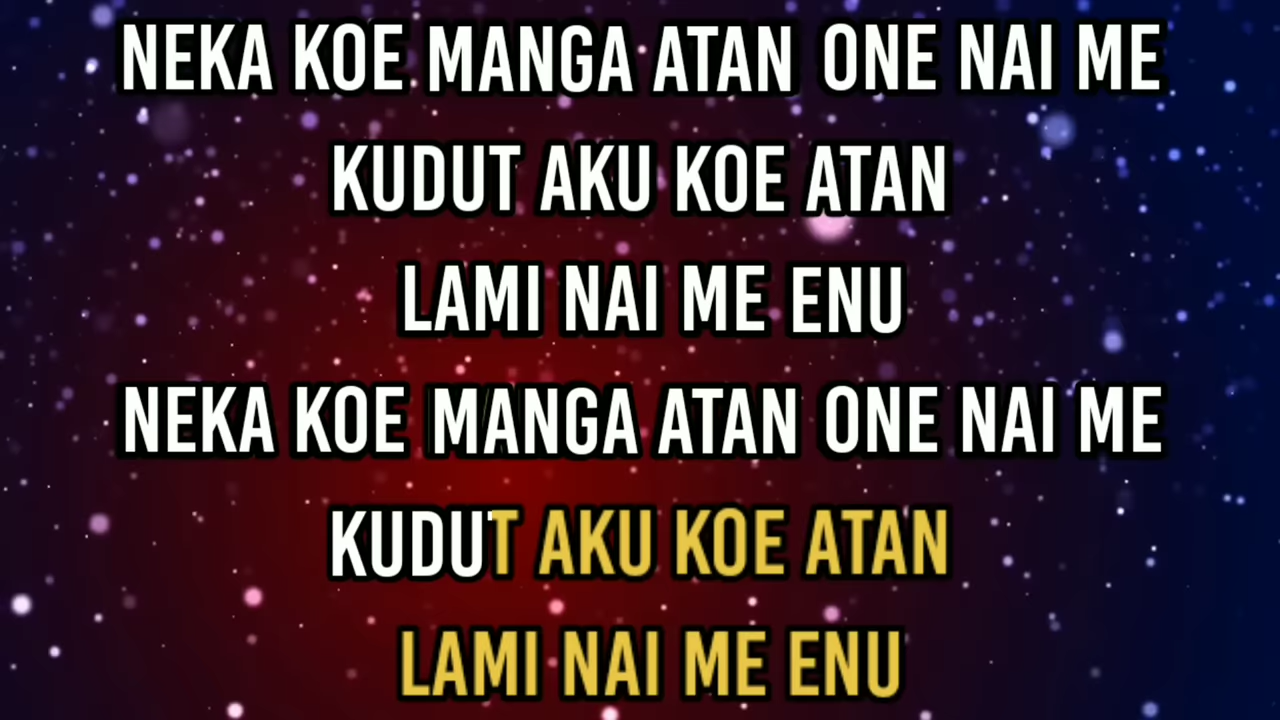 NEKA KOE MANGA ATAN ONE NAI ME
KUDUT AKU KOE ATAN
LAMI NAI ME ENU
NEKA KOE MANGA ATAN ONE NAI ME
KUDUT AKU KOE ATAN
LAMI NAI ME ENU